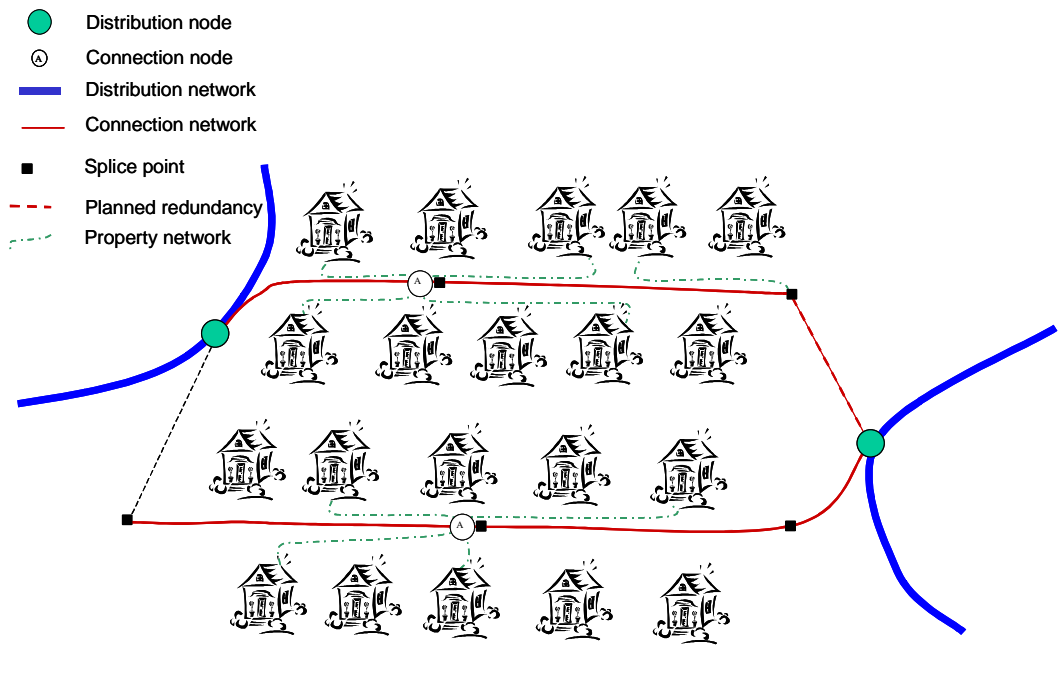 Distribution node
A
Connection node
Distribution network
Connection network
Splice point
Planned redundancy
Property network
A
A